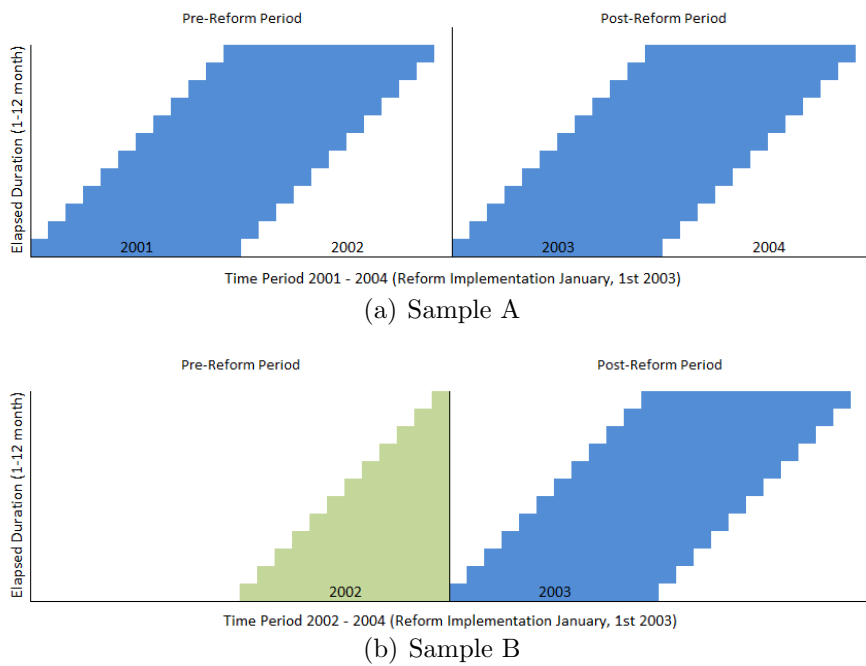 Pre-Reform Period Post-Reform Period
Elapsed Duration (1-12 month)
2001 2002 2003 2004
Time Period 2001 - 2004 (Reform Implementation January, 1st 2003)
(a) Sample A
Pre-Reform Period Post-Reform Period
Elapsed Duration (1-12 month)
2002 2003
Time Period 2002 - 2004 (Reform Implementation January, 1st 2003)
(b) Sample B